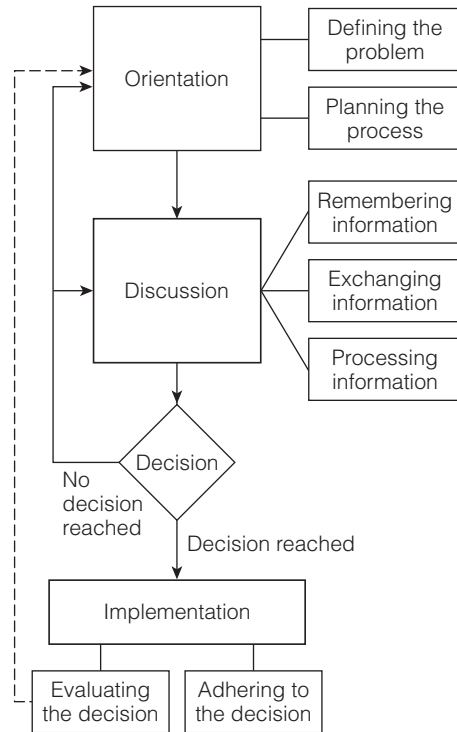 Orientation
Defining the
problem
Planning the
process
Discussion
Remembering
information
Exchanging
information
Processing
information
Decision
No
decision
reached
Decision reached
Implementation
Evaluating
the decision
Adhering to
the decision